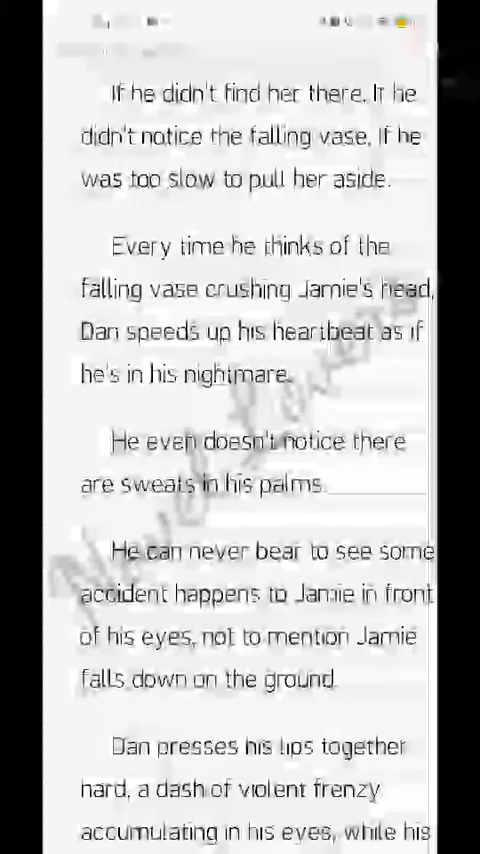 If he didn't find her there. If he
didn't notice the falling vase. If he
was too slow to pull her aside.
Every time he thinks of the
falling vase crushing Jamie's head,
Dan speeds up his heartbeat as if
he's in his nightmare.
He even doesn't notice there
are sweats in his palms.
He can never bear to see some
accident happens to Jamie in front
of his eyes, not to mention Jamie
falls down on the ground.
Dan presses his lips together
hard, a dash of violent frenzy
accumulating in his eyes, while his
Novel Lovers